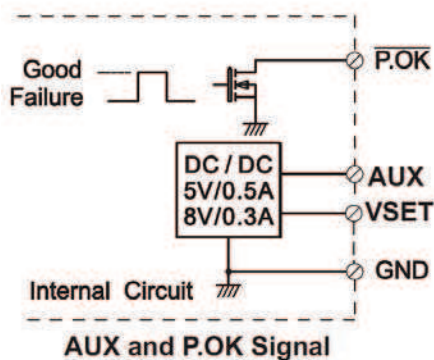 Good
Failure
P.OK
DC / DC
5V/0.5A
8V/0.3A
AUX
VSET
GND
Internal Circuit
AUX and P.OK Signal